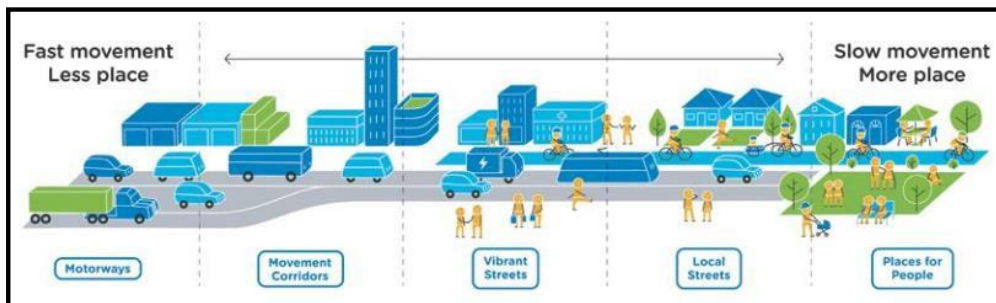 Fast movement
Less place
Slow movement
More place
Motorways
Movement
Corridors
Vibrant
Streets
Local
Streets
Places for
People